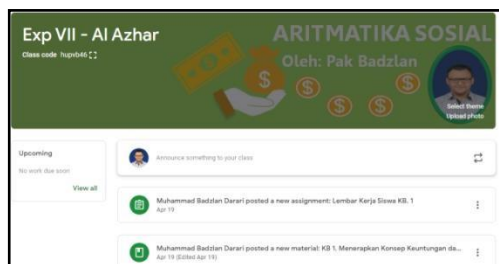 Exp VII - Al Azhar
Class code hupvb46
ARITMATIKA SOSIAL
Oleh: Pak Badzlan
Select theme
Upload photo
Upcoming
No work due soon
View all
Announce something to your class
Muhammad Badzlan Darari posted a new assignment: Lembar Kerja Siswa KB. 1
Apr 19
Muhammad Badzlan Darari posted a new material: KB 1. Menerapkan Konsep Keuntungan da...
Apr 19 (Edited Apr 19)